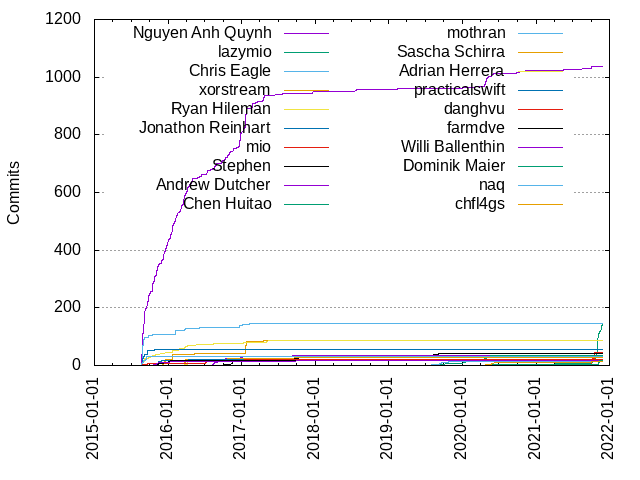 1200
1000
800
600
400
200
0
Commits
Nguyen Anh Quynh
lazymio
Chris Eagle
xorstream
Ryan Hileman
Jonathon Reinhart
mio
Stephen
Andrew Dutcher
Chen Huitao
mothran
Sascha Schirra
Adrian Herrera
practicalswift
danghvu
farmdve
Willi Ballenthin
Dominik Maier
naq
chfl4gs
2015-01-01
2016-01-01
2017-01-01
2018-01-01
2019-01-01
2020-01-01
2021-01-01
2022-01-01